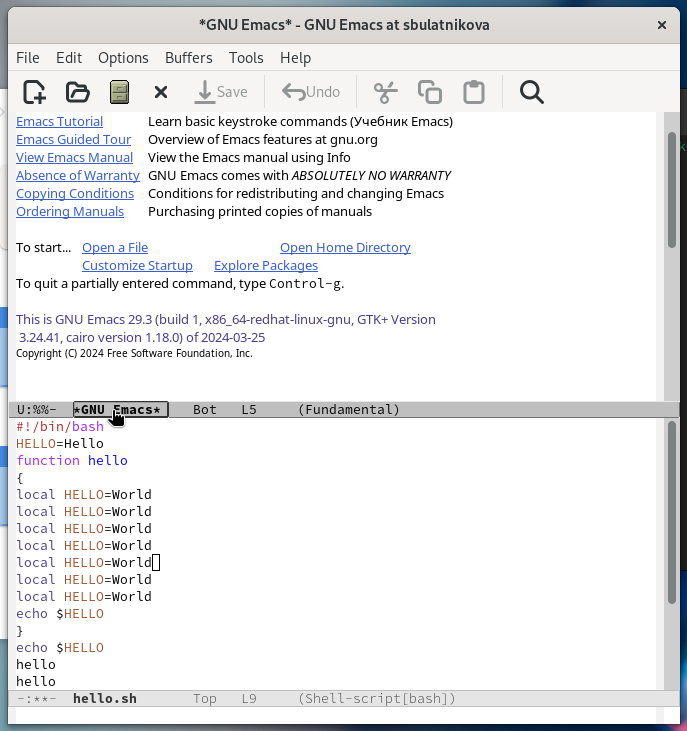 *GNU Emacs* - GNU Emacs at sbulatnikova
File Edit Options Buffers Tools Help
Save Undo
Emacs Tutorial Learn basic keystroke commands (Учебник Emacs)
Emacs Guided Tour Overview of Emacs features at gnu.org
View Emacs Manual View the Emacs manual using Info
Absence of Warranty GNU Emacs comes with ABSOLUTELY NO WARRANTY
Copying Conditions Conditions for redistributing and changing Emacs
Ordering Manuals Purchasing printed copies of manuals
To start... Open a File Open Home Directory
Customize Startup Explore Packages
To quit a partially entered command, type Control-g.
This is GNU Emacs 29.3 (build 1, x86_64-redhat-linux-gnu, GTK+ Version
3.24.41, cairo version 1.18.0) of 2024-03-25
Copyright (C) 2024 Free Software Foundation, Inc.
U:%%- *GNU Emacs* Bot L5 (Fundamental)
#!/bin/bash
HELLO=Hello
function hello
{
local HELLO=World
local HELLO=World
local HELLO=World
local HELLO=World
local HELLO=World
local HELLO=World
local HELLO=World
echo $HELLO
}
echo $HELLO
hello
hello
-:**- hello.sh Top L9 (Shell-script[bash])